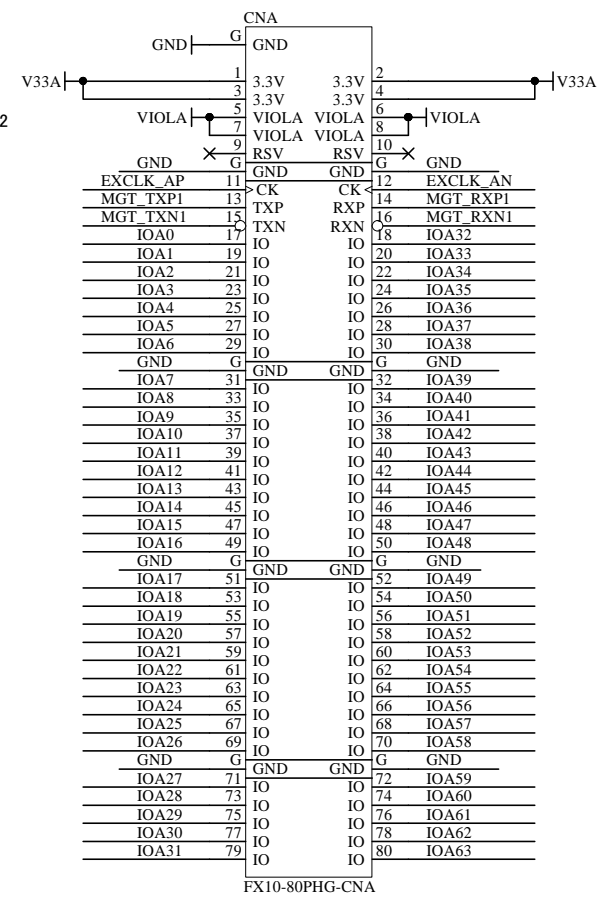 CNA
GND G GND
V33A 1 3.3V 3.3V 2 V33A
3 3.3V 3.3V 4
2
VIOLA 5 VIOLA VIOLA 6 VIOLA
7 VIOLA VIOLA 8
9 RSV RSV 10
GND G GND GND G GND
EXCLK_AP 11 CK CK 12 EXCLK_AN
MGT_TXP1 13 TXP RXP 14 MGT_RXP1
MGT_TXN1 15 TXN RXN 16 MGT_RXN1
IOA0 17 IO IO 18 IOA32
IOA1 19 IO IO 20 IOA33
IOA2 21 IO IO 22 IOA34
IOA3 23 IO IO 24 IOA35
IOA4 25 IO IO 26 IOA36
IOA5 27 IO IO 28 IOA37
IOA6 29 IO IO 30 IOA38
GND G GND GND G GND
IOA7 31 IO IO 32 IOA39
IOA8 33 IO IO 34 IOA40
IOA9 35 IO IO 36 IOA41
IOA10 37 IO IO 38 IOA42
IOA11 39 IO IO 40 IOA43
IOA12 41 IO IO 42 IOA44
IOA13 43 IO IO 44 IOA45
IOA14 45 IO IO 46 IOA46
IOA15 47 IO IO 48 IOA47
IOA16 49 IO IO 50 IOA48
GND G GND GND G GND
IOA17 51 IO IO 52 IOA49
IOA18 53 IO IO 54 IOA50
IOA19 55 IO IO 56 IOA51
IOA20 57 IO IO 58 IOA52
IOA21 59 IO IO 60 IOA53
IOA22 61 IO IO 62 IOA54
IOA23 63 IO IO 64 IOA55
IOA24 65 IO IO 66 IOA56
IOA25 67 IO IO 68 IOA57
IOA26 69 IO IO 70 IOA58
GND G GND GND G GND
IOA27 71 IO IO 72 IOA59
IOA28 73 IO IO 74 IOA60
IOA29 75 IO IO 76 IOA61
IOA30 77 IO IO 78 IOA62
IOA31 79 IO IO 80 IOA63
FX10-80PHG-CNA